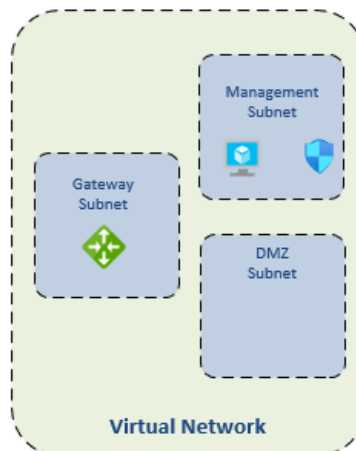 Management
Subnet
Gateway
Subnet
DMZ
Subnet
Virtual Network